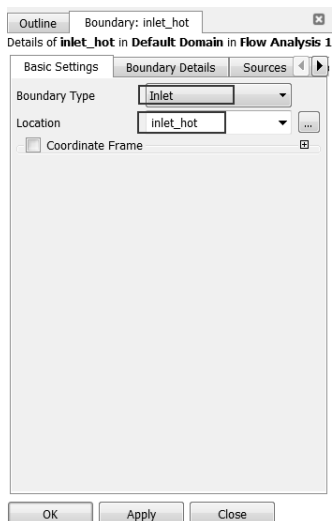 Outline Boundary: inlet_hot
Details of inlet_hot in Default Domain in Flow Analysis 1
Basic Settings Boundary Details Sources
Boundary Type Inlet
Location inlet_hot ...
Coordinate Frame
OK Apply Close